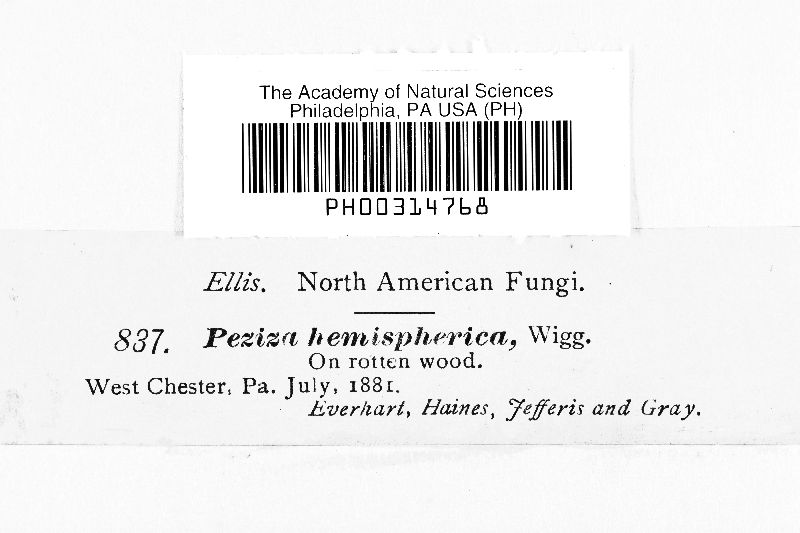 The Academy of Natural Sciences
Philadelphia, PA USA (PH)
PH00314768
Ellis. North American Fungi.
837. Peziza hemispherica, Wigg.
On rotten wood.
West Chester, Pa. July, 1881.
Everhart, Haines, Jefferis and Gray.